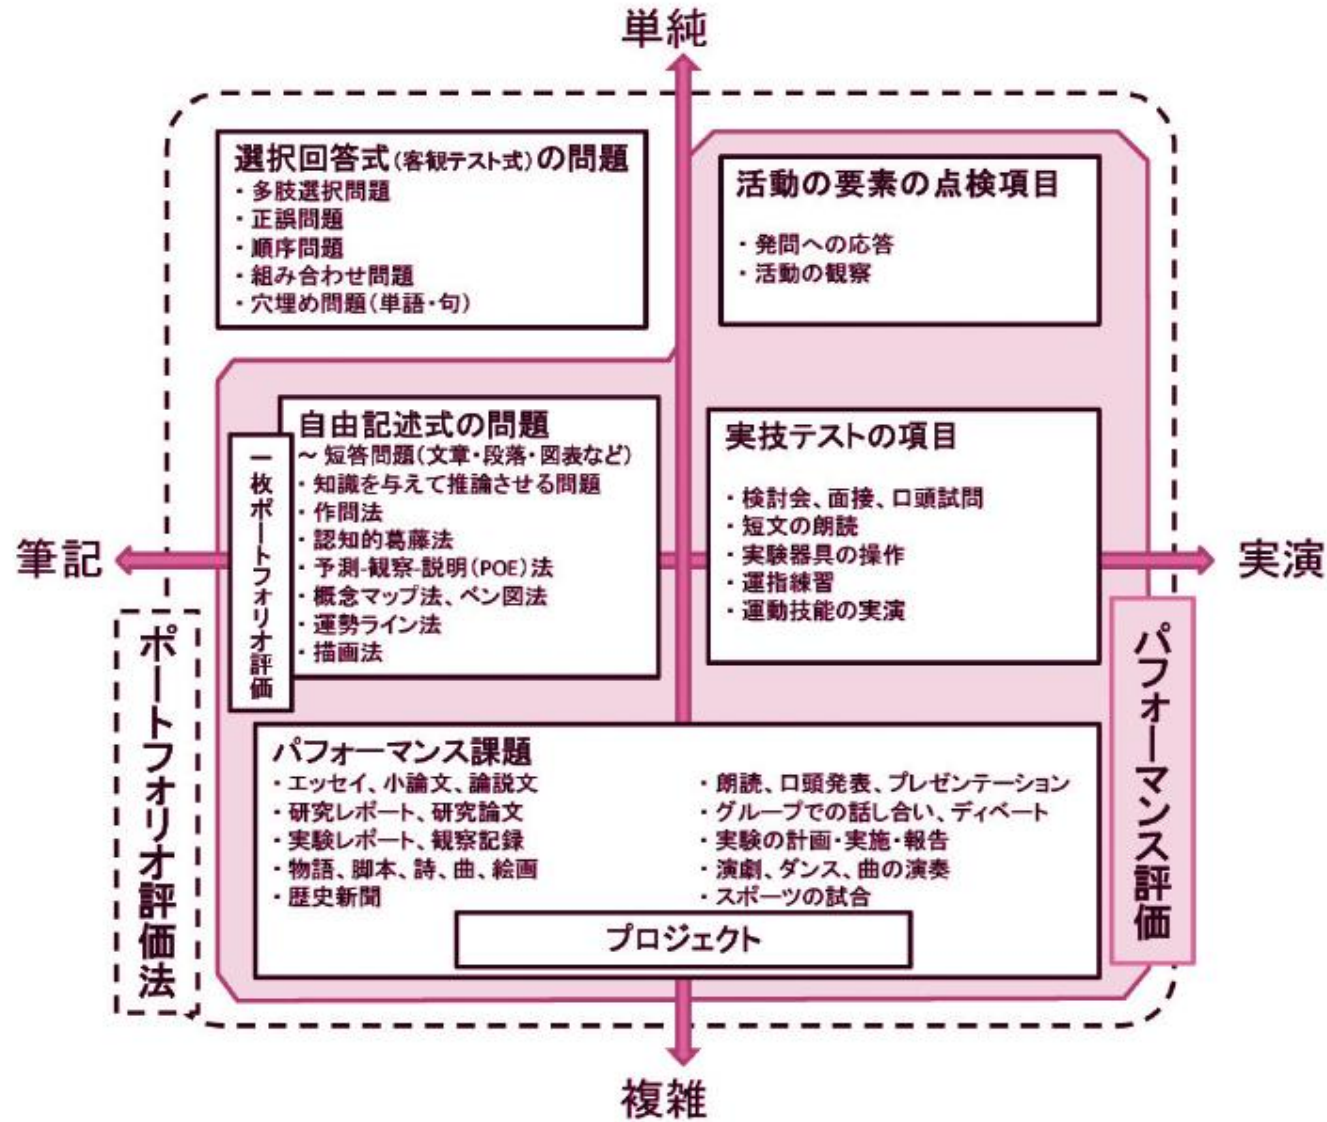 単純
選択回答式(客観テスト式)の問題
・多肢選択問題
・正誤問題
・順序問題
・組み合わせ問題
・穴埋め問題(単語・句)
活動の要素の点検項目
・発問への応答
・活動の観察
自由記述式の問題
～短答問題(文章・段落・図表など)
・知識を与えて推論させる問題
・作問法
・認知的葛藤法
・予測-観察-説明(POE)法
・概念マップ法、ベン図法
・運勢ライン法
・描画法
一枚ポートフォリオ評価
実技テストの項目
・検討会、面接、口頭試問
・短文の朗読
・実験器具の操作
・運指練習
・運動技能の実演
筆記
実演
ポートフォリオ評価法
パフォーマンス評価
パフォーマンス課題
・エッセイ、小論文、論説文
・研究レポート、研究論文
・実験レポート、観察記録
・物語、脚本、詩、曲、絵画
・歴史新聞
・朗読、口頭発表、プレゼンテーション
・グループでの話し合い、ディベート
・実験の計画・実施・報告
・演劇、ダンス、曲の演奏
・スポーツの試合
プロジェクト
複雑